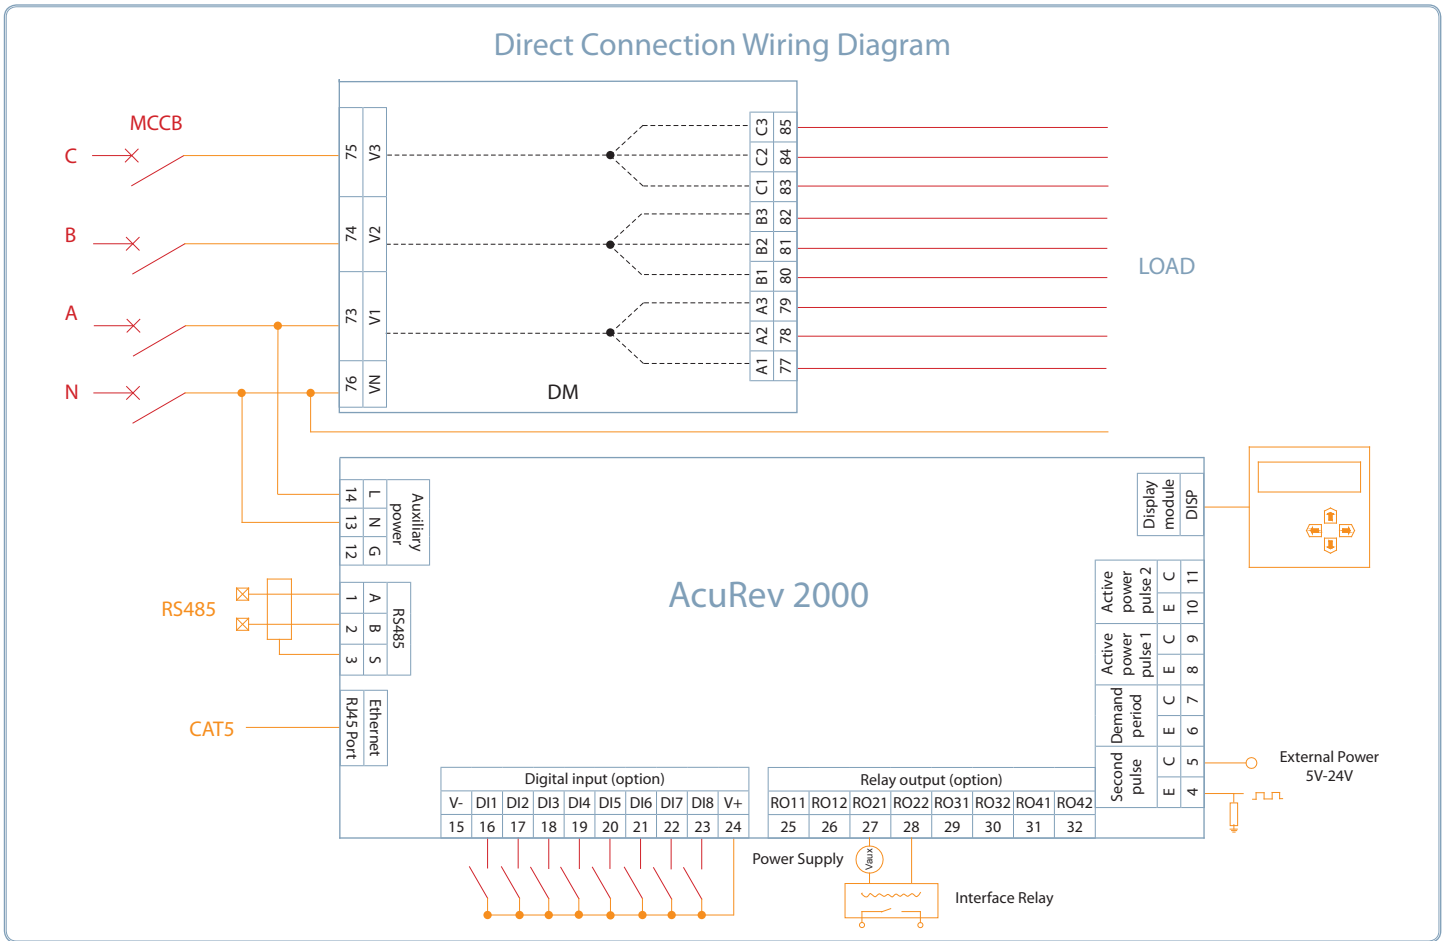 Direct Connection Wiring Diagram
MCCB
C
B
A
N
75 V3
74 V2
73 V1
76 VN
DM
C3 85
C2 84
C1 83
B3 82
B2 81
B1 80
A3 79
A2 78
A1 77
LOAD
14 L
13 N
12 G
Auxiliary
power
RS485
1 A
2 B
3 S
RS485
CAT5
RJ45 Port
Ethernet
AcuRev 2000
Display
module
DISP
Active
power
pulse 2
C 11
E 10
Active
power
pulse 1
C 9
E 8
Demand
period
C 7
E 6
Second
pulse
C 5
E 4
External Power
5V-24V
Digital input (option)
V- DI1 DI2 DI3 DI4 DI5 DI6 DI7 DI8 V+
15 16 17 18 19 20 21 22 23 24
Relay output (option)
RO11 RO12 RO21 RO22 RO31 RO32 RO41 RO42
25 26 27 28 29 30 31 32
Power Supply
Vaux
Interface Relay